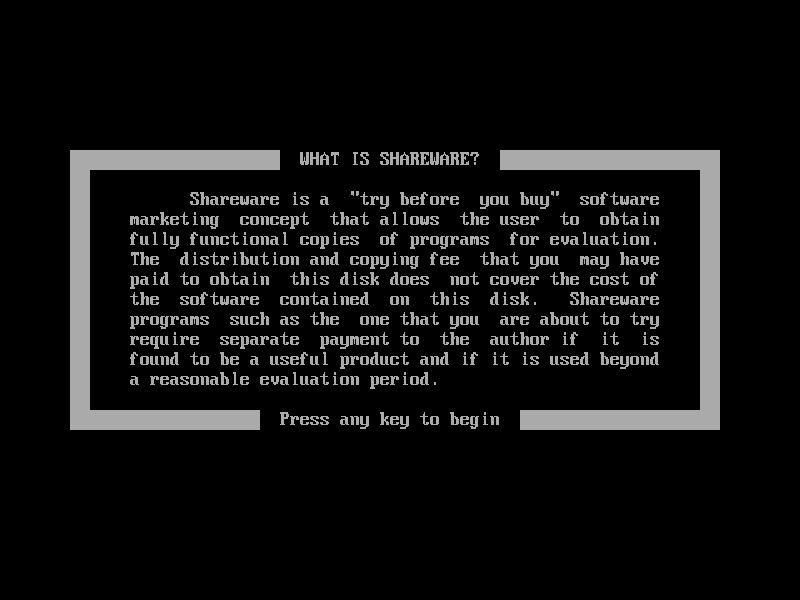 WHAT IS SHAREWARE?
Shareware is a  "try before  you buy"  software
marketing  concept  that allows  the user  to  obtain
fully functional copies  of programs  for evaluation.
The  distribution and copying fee  that you  may have
paid to obtain  this disk does  not cover the cost of
the  software  contained  on  this  disk.   Shareware
programs  such as the  one that you  are about to try
require  separate  payment to  the  author if  it  is
found to be a useful product and if it is used beyond
a reasonable evaluation period.
Press any key to begin